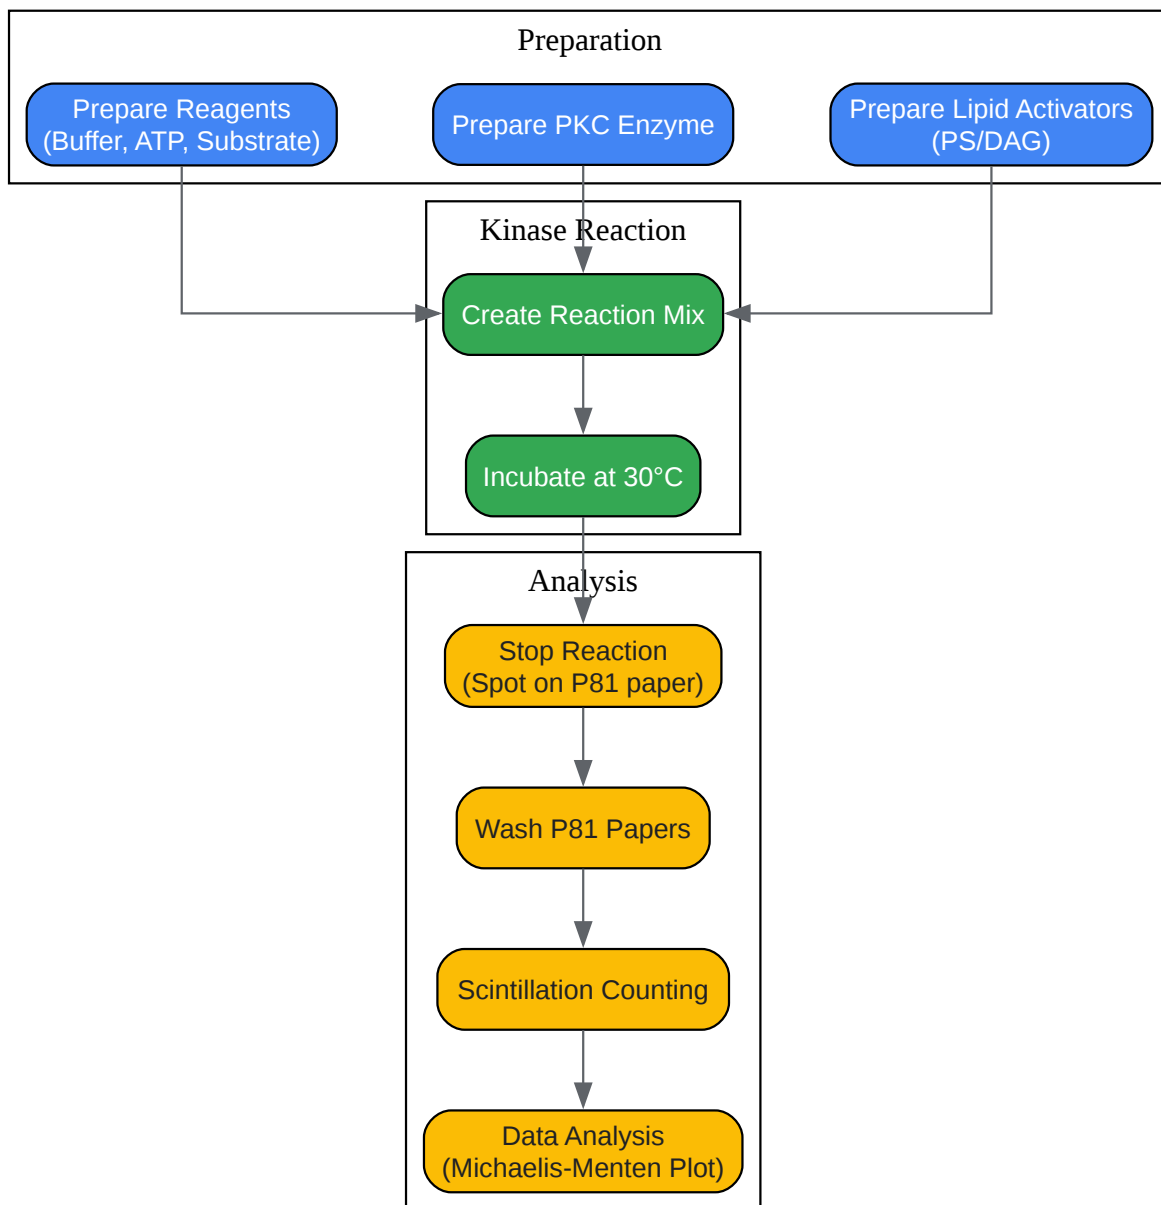 Preparation
Prepare Reagents
(Buffer, ATP, Substrate)
Prepare PKC Enzyme
Prepare Lipid Activators
(PS/DAG)
Kinase Reaction
Create Reaction Mix
Incubate at 30°C
Analysis
Stop Reaction
(Spot on P81 paper)
Wash P81 Papers
Scintillation Counting
Data Analysis
(Michaelis-Menten Plot)